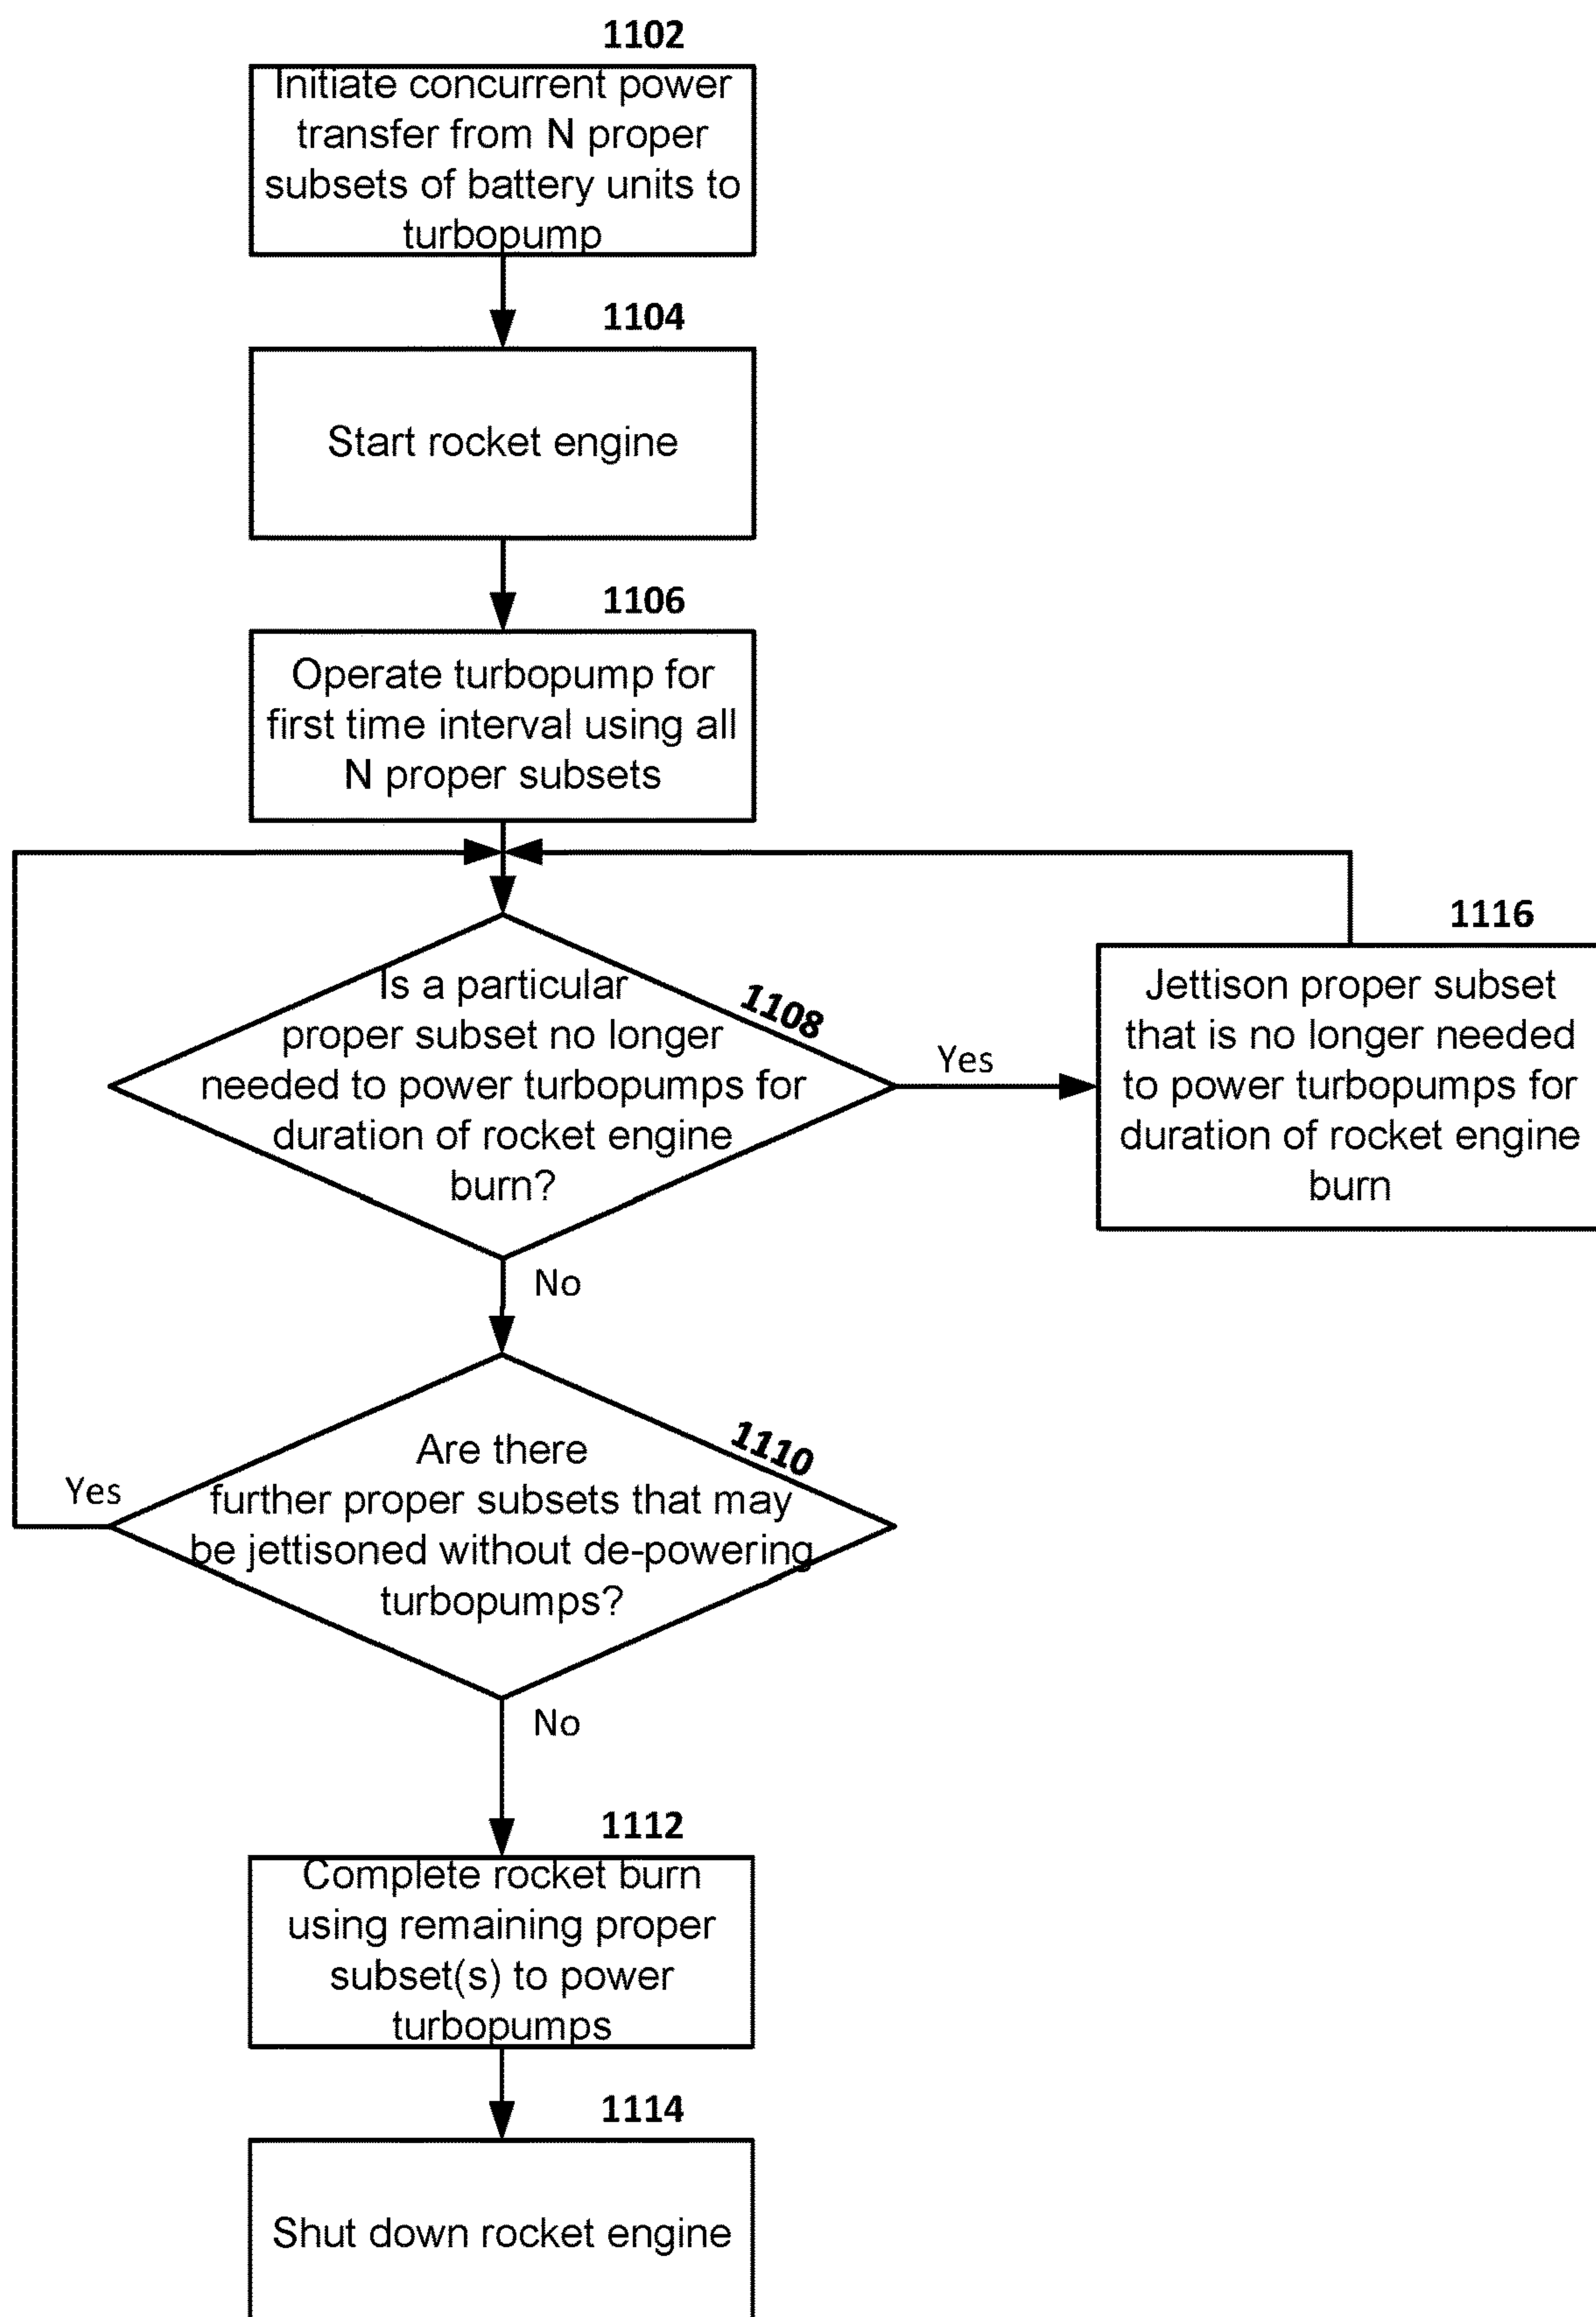 1102
Initiate concurrent power
transfer from N proper
subsets of battery units to
turbopump
1104
Start rocket engine
1106
Operate turbopump for
first time interval using all
N proper subsets
1108
Is a particular
proper subset no longer
needed to power turbopumps for
duration of rocket engine
burn?
Yes
1116
Jettison proper subset
that is no longer needed
to power turbopumps for
duration of rocket engine
burn
No
1110
Are there
further proper subsets that may
be jettisoned without de-powering
turbopumps?
Yes
No
1112
Complete rocket burn
using remaining proper
subset(s) to power
turbopumps
1114
Shut down rocket engine